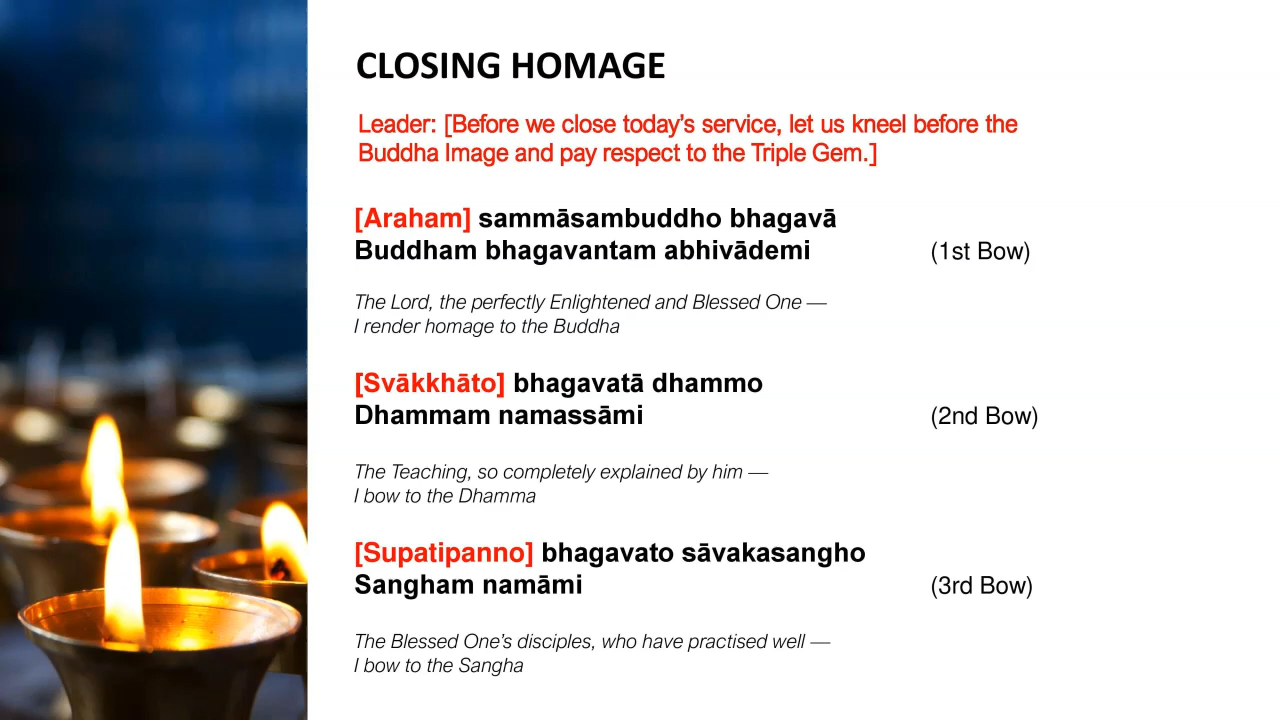 CLOSING HOMAGE
Leader: [Before we close today’s service, let us kneel before the
Buddha Image and pay respect to the Triple Gem.]
[Araham] sammāsambuddho bhagavā
Buddham bhagavantam abhivādemi (1st Bow)
The Lord, the perfectly Enlightened and Blessed One —
I render homage to the Buddha
[Svākkhāto] bhagavatā dhammo
Dhammam namassāmi (2nd Bow)
The Teaching, so completely explained by him —
I bow to the Dhamma
[Supatipanno] bhagavato sāvakasangho
Sangham namāmi (3rd Bow)
The Blessed One’s disciples, who have practised well —
I bow to the Sangha